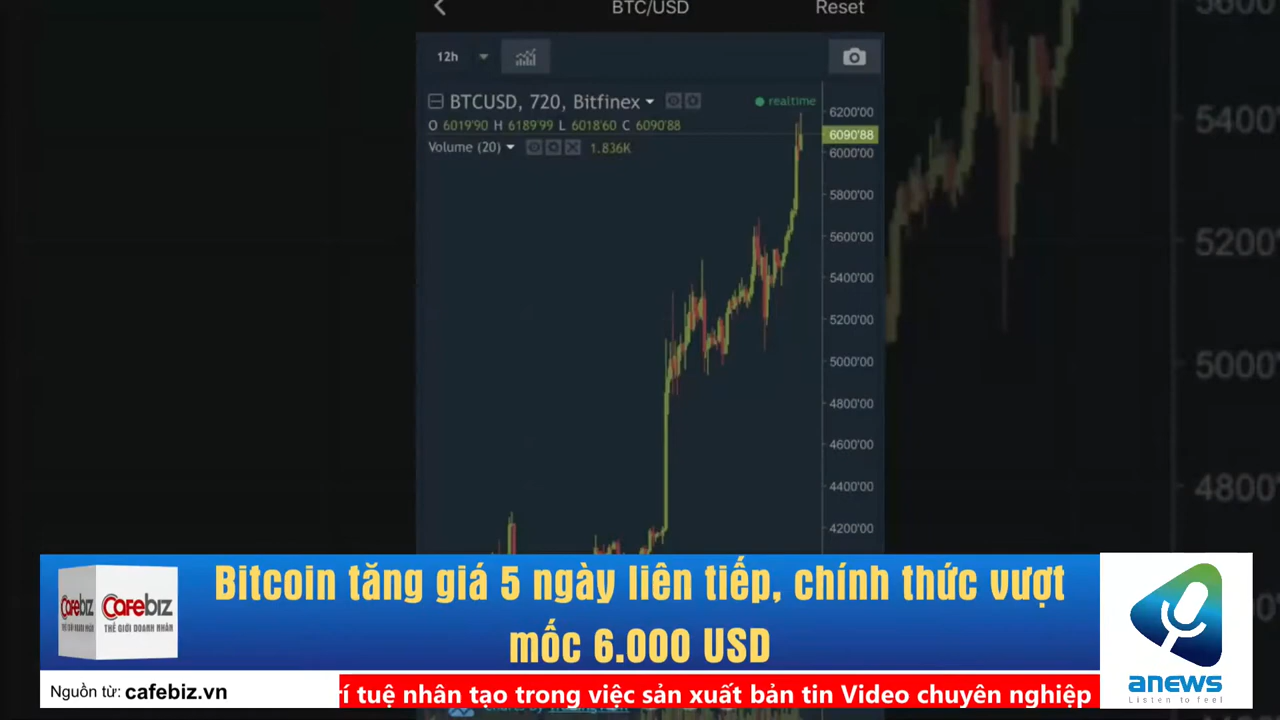 BTC/USD
Reset
12h
BTCUSD, 720, Bitfinex
realtime
O 6019'90 H 6189'99 L 6018'60 C 6090'88
Volume (20) 1.836K
6200'00
6090'88
6000'00
5800'00
5600'00
5400'00
5200'00
5000'00
4800'00
4600'00
4400'00
4200'00
5400
5200
5000
4800
Bitcoin tăng giá 5 ngày liên tiếp, chính thức vượt
mốc 6.000 USD
Cafebiz
THẾ GIỚI DOANH NHÂN
Nguồn từ: cafebiz.vn
rí tuệ nhân tạo trong việc sản xuất bản tin Video chuyên nghiệp
anews
Listen to feel